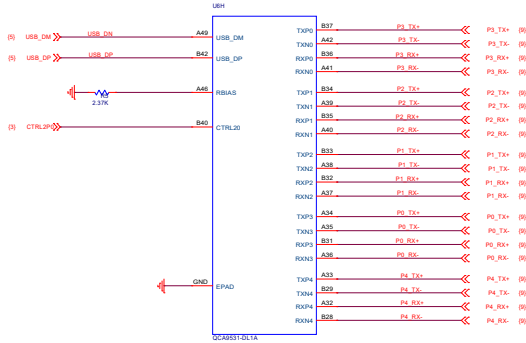 U6H
(5) USB_DM USB_DN A49 USB_DM
(5) USB_DP USB_DP B42 USB_DP
A46 RBIAS
2.37K
(3) CTRL2P0 B40 CTRL20
GND EPAD
TXP0 B37 P3_TX+ P3_TX+ (9)
TXN0 A42 P3_TX- P3_TX- (9)
RXP0 B36 P3_RX+ P3_RX+ (9)
RXN0 A41 P3_RX- P3_RX- (9)
TXP1 B34 P2_TX+ P2_TX+ (9)
TXN1 A39 P2_TX- P2_TX- (9)
RXP1 B35 P2_RX+ P2_RX+ (9)
RXN1 A40 P2_RX- P2_RX- (9)
TXP2 B33 P1_TX+ P1_TX+ (9)
TXN2 A38 P1_TX- P1_TX- (9)
RXP2 B32 P1_RX+ P1_RX+ (9)
RXN2 A37 P1_RX- P1_RX- (9)
TXP3 A34 P0_TX+ P0_TX+ (9)
TXN3 A35 P0_TX- P0_TX- (9)
RXP3 B31 P0_RX+ P0_RX+ (9)
RXN3 A36 P0_RX- P0_RX- (9)
TXP4 A33 P4_TX+ P4_TX+ (9)
TXN4 B29 P4_TX- P4_TX- (9)
RXP4 A32 P4_RX+ P4_RX+ (9)
RXN4 B28 P4_RX- P4_RX- (9)
QCA9531-DL1A